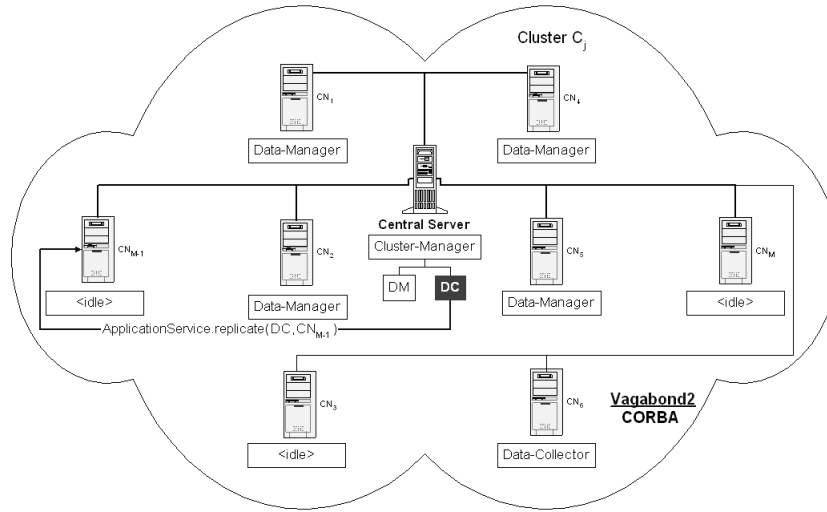 Cluster Cj
CN1
CN4
Data-Manager
Data-Manager
Central Server
Cluster-Manager
DM
DC
CNM-1
CN2
CN5
CNM
<idle>
Data-Manager
Data-Manager
<idle>
ApplicationService.replicate(DC,CNM-1)
CN3
CN6
Vagabond2
CORBA
<idle>
Data-Collector